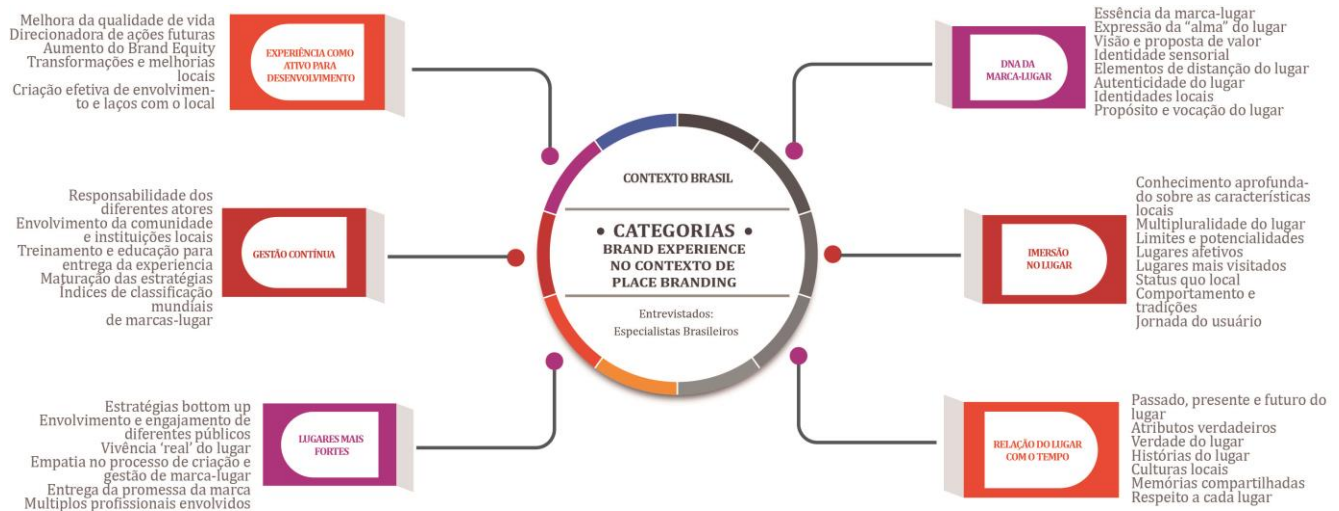 Melhora da qualidade de vida
Direcionadora de ações futuras
Aumento do Brand Equity
Transformações e melhorias
locais
Criação efetiva de envolvimen-
to e laços com o local
EXPERIÊNCIA COMO
ATIVO PARA
DESENVOLVIMENTO
Responsabilidade dos
diferentes atores
Envolvimento da comunidade
e instituições locais
Treinamento e educação para
entrega da experiencia
Maturação das estratégias
Índices de classificação
mundiais
de marcas-lugar
GESTÃO CONTÍNUA
Estratégias bottom up
Envolvimento e engajamento de
diferentes públicos
Vivência ‘real’ do lugar
Empatia no processo de criação e
gestão de marca-lugar
Entrega da promessa da marca
Multiplos profissionais envolvidos
LUGARES MAIS
FORTES
CONTEXTO BRASIL
• CATEGORIAS •
BRAND EXPERIENCE
NO CONTEXTO DE
PLACE BRANDING
Entrevistados:
Especialistas Brasileiros
DNA DA
MARCA-LUGAR
Essência da marca-lugar
Expressão da “alma” do lugar
Visão e proposta de valor
Identidade sensorial
Elementos de distanção do lugar
Autenticidade do lugar
Identidades locais
Propósito e vocação do lugar
IMERSÃO
NO LUGAR
Conhecimento aprofunda-
do sobre as características
locais
Multipluralidade do lugar
Limites e potencialidades
Lugares afetivos
Lugares mais visitados
Status quo local
Comportamento e
tradições
Jornada do usuário
RELAÇÃO DO LUGAR
COM O TEMPO
Passado, presente e futuro do
lugar
Atributos verdadeiros
Verdade do lugar
Histórias do lugar
Culturas locais
Memórias compartilhadas
Respeito a cada lugar